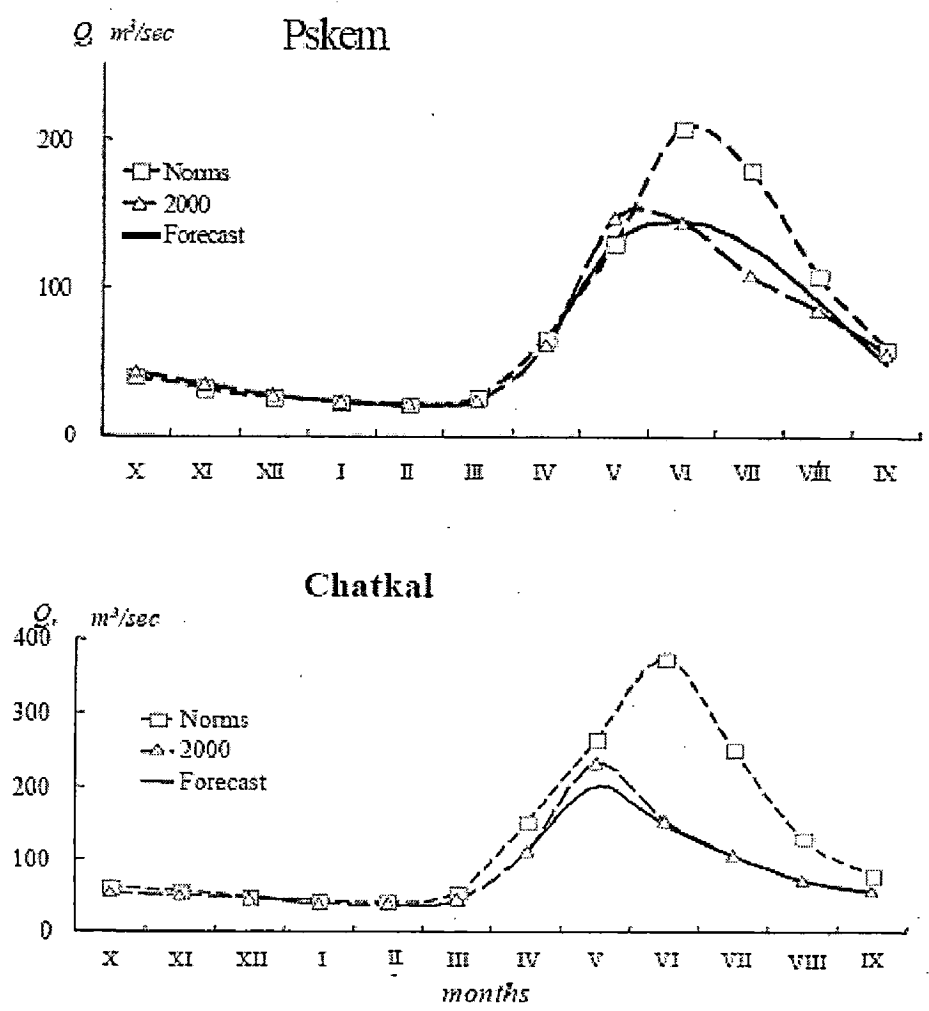 Q m³/sec
Pskem
200
100
0
Norms
2000
Forecast
X XI XII I II III IV V VI VII VIII IX
Chatkal
Q, m³/sec
400
300
200
100
0
Norms
2000
Forecast
X XI XII I II III IV V VI VII VIII IX
months